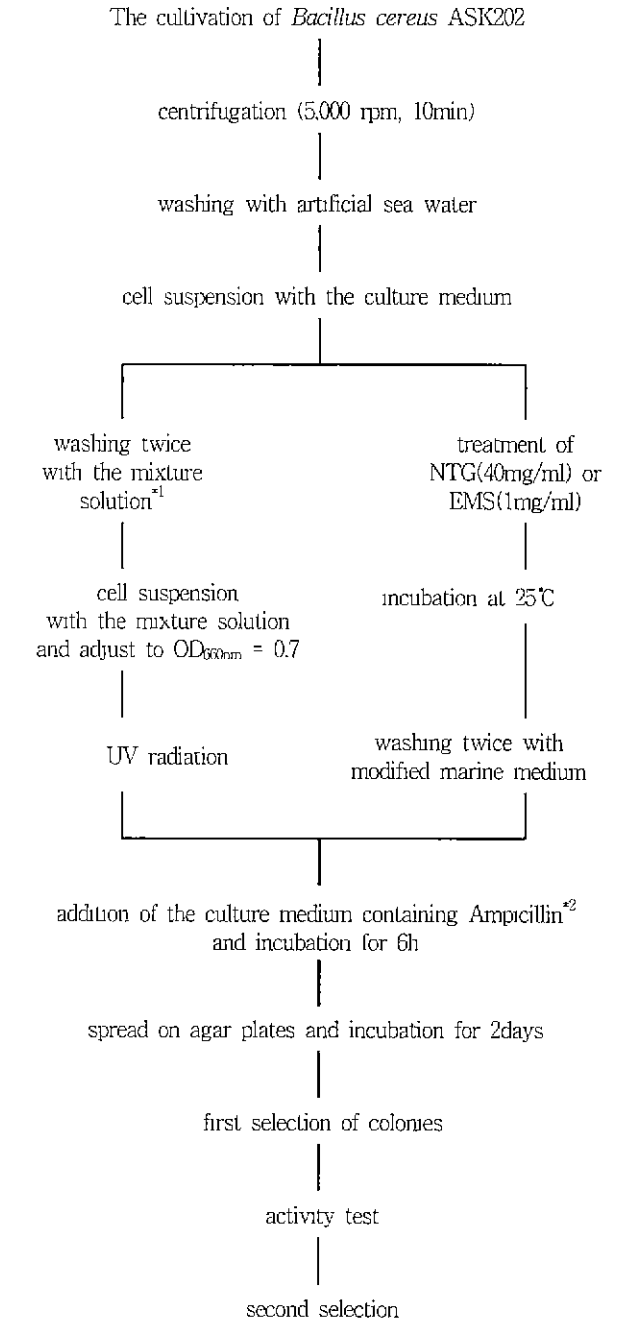 The cultivation of Bacillus cereus ASK202
centrifugation (5,000 rpm, 10min)
washing with artificial sea water
cell suspension with the culture medium
washing twice
with the mixture
solution*1
cell suspension
with the mixture solution
and adjust to OD660nm = 0.7
UV radiation
treatment of
NTG(40mg/ml) or
EMS(1mg/ml)
incubation at 25℃
washing twice with
modified marine medium
addition of the culture medium containing Ampicillin*2
and incubation for 6h
spread on agar plates and incubation for 2days
first selection of colonies
activity test
second selection